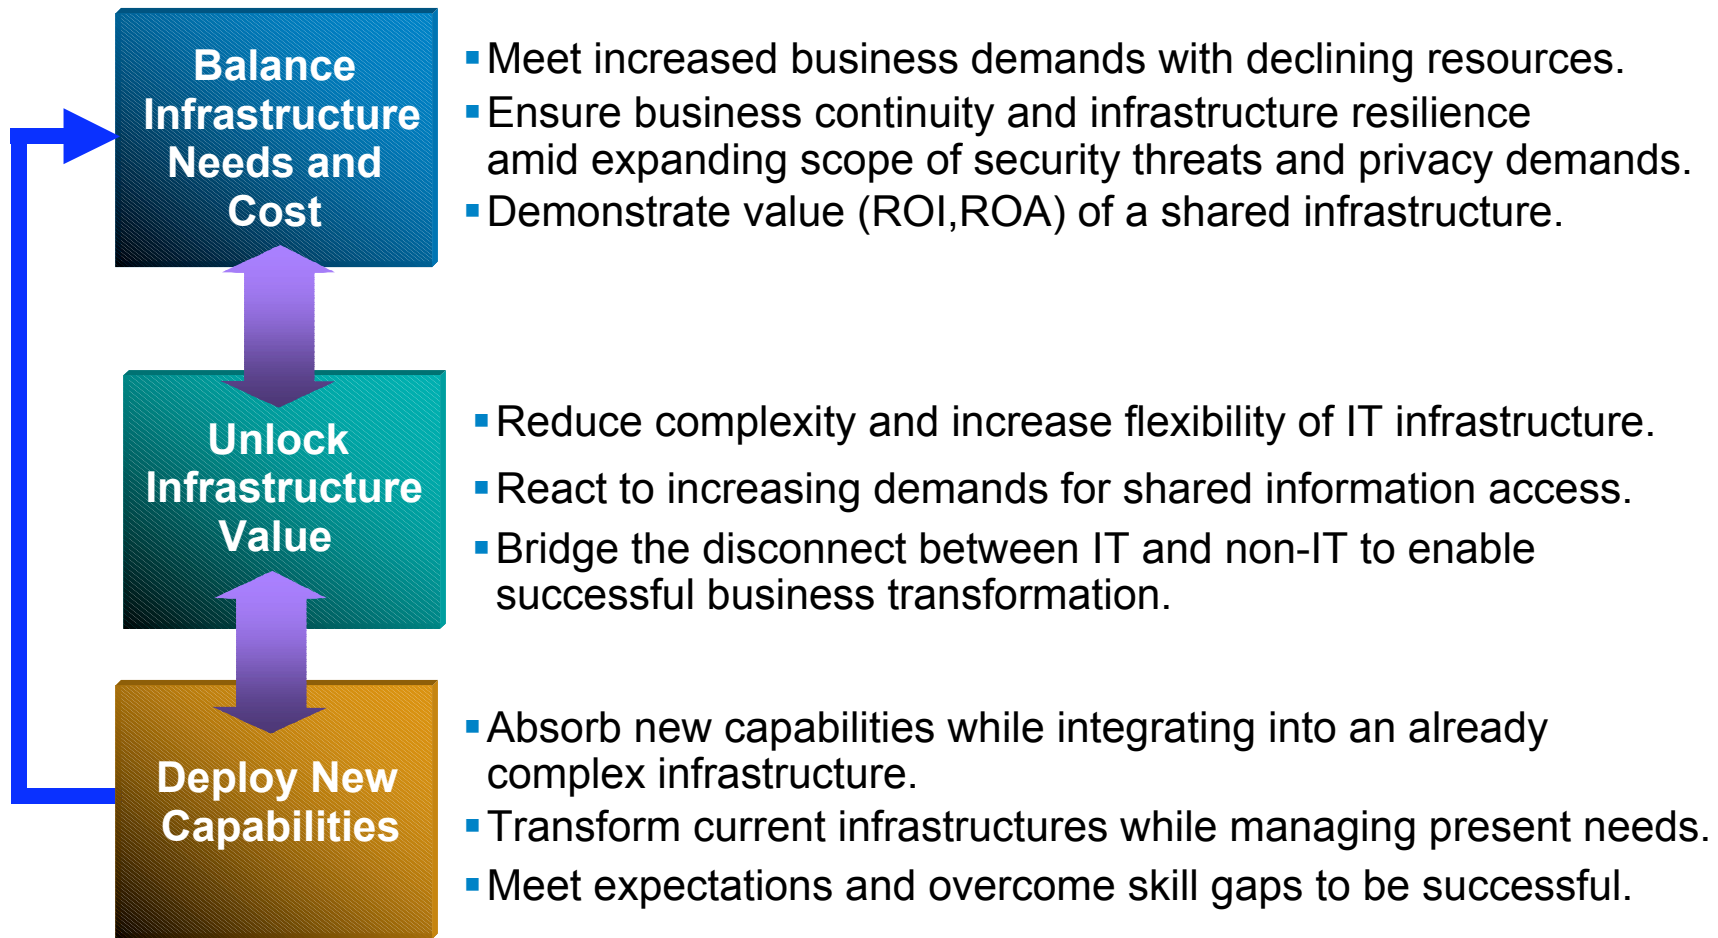 Balance
Infrastructure
Needs and
Cost
▪Meet increased business demands with declining resources.
▪Ensure business continuity and infrastructure resilience
amid expanding scope of security threats and privacy demands.
▪Demonstrate value (ROI,ROA) of a shared infrastructure.
Unlock
Infrastructure
Value
▪Reduce complexity and increase flexibility of IT infrastructure.
▪React to increasing demands for shared information access.
▪Bridge the disconnect between IT and non-IT to enable
successful business transformation.
Deploy New
Capabilities
▪Absorb new capabilities while integrating into an already
complex infrastructure.
▪Transform current infrastructures while managing present needs.
▪Meet expectations and overcome skill gaps to be successful.